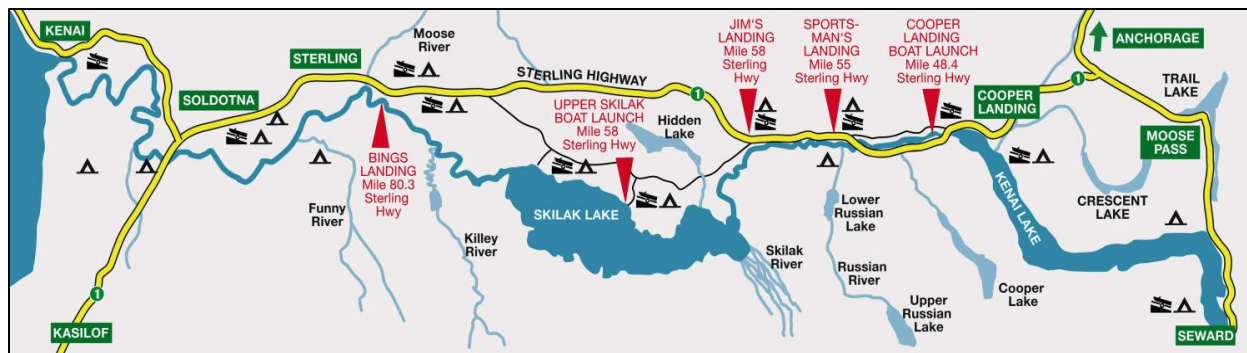 KENAI
SOLDOTNA
STERLING
Moose
River
STERLING HIGHWAY
1
UPPER SKILAK
BOAT LAUNCH
Mile 58
Sterling
Hwy
Hidden
Lake
JIM'S
LANDING
Mile 58
Sterling
Hwy
SPORTS-
MAN'S
LANDING
Mile 55
Sterling Hwy
COOPER
LANDING
BOAT LAUNCH
Mile 48.4
Sterling Hwy
COOPER
LANDING
1
ANCHORAGE
TRAIL
LAKE
MOOSE
PASS
BINGS
LANDING
Mile 80.3
Sterling
Hwy
Funny
River
Killey
River
SKILAK LAKE
Skilak
River
Lower
Russian
Lake
Russian
River
Upper
Russian
Lake
Cooper
Lake
KENAI LAKE
CRESCENT
LAKE
1
KASILOF
SEWARD